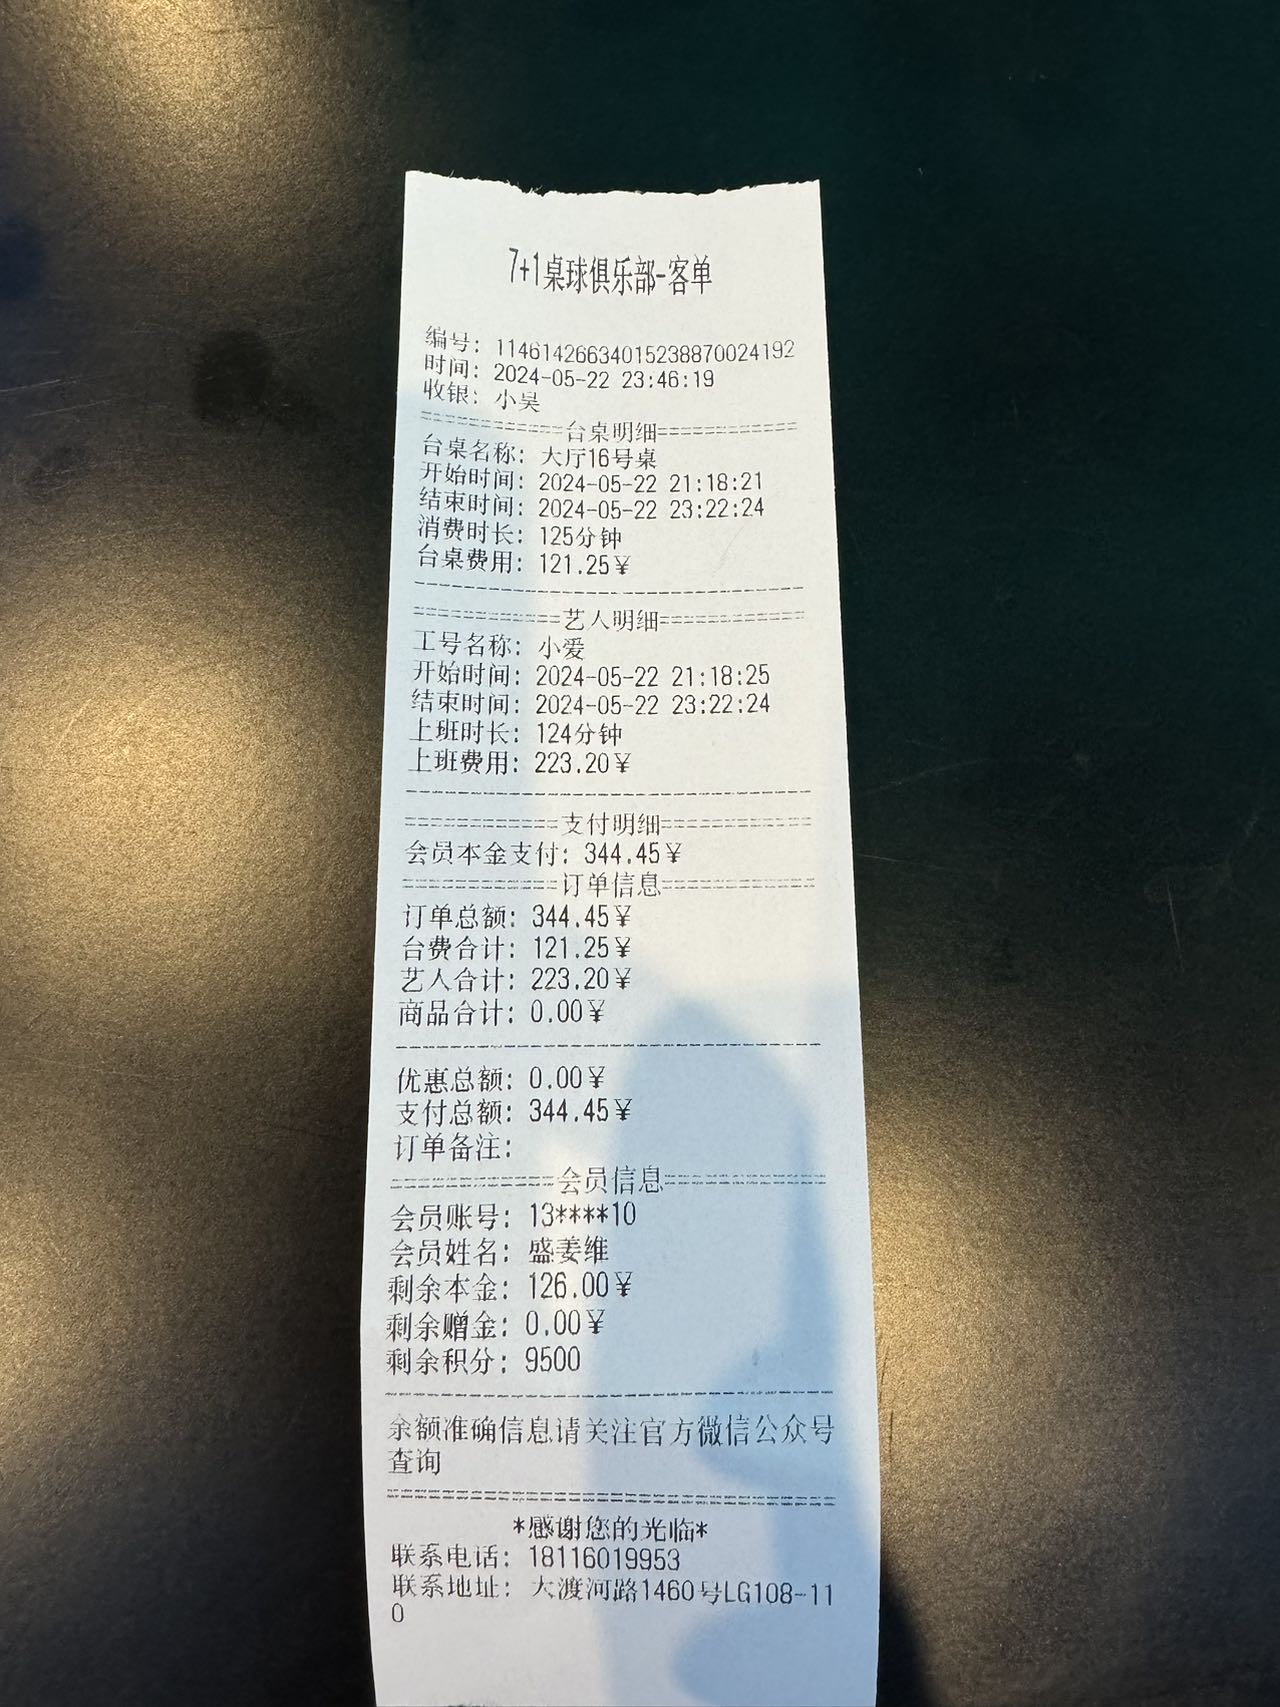 7+1桌球俱乐部-客单
编号: 11461426634015238870024192
时间: 2024-05-22 23:46:19
收银: 小吴
============台桌明细============
台桌名称: 大厅16号桌
开始时间: 2024-05-22 21:18:21
结束时间: 2024-05-22 23:22:24
消费时长: 125分钟
台桌费用: 121.25¥
--------------------------------
============艺人明细============
工号名称: 小爱
开始时间: 2024-05-22 21:18:25
结束时间: 2024-05-22 23:22:24
上班时长: 124分钟
上班费用: 223.20¥
--------------------------------
============支付明细============
会员本金支付: 344.45¥
============订单信息============
订单总额: 344.45¥
台费合计: 121.25¥
艺人合计: 223.20¥
商品合计: 0.00¥
--------------------------------
优惠总额: 0.00¥
支付总额: 344.45¥
订单备注:
============会员信息============
会员账号: 13****10
会员姓名: 盛姜维
剩余本金: 126.00¥
剩余赠金: 0.00¥
剩余积分: 9500
--------------------------------
余额准确信息请关注官方微信公众号
查询
================================
*感谢您的光临*
联系电话: 18116019953
联系地址: 大渡河路1460号LG108-11
0